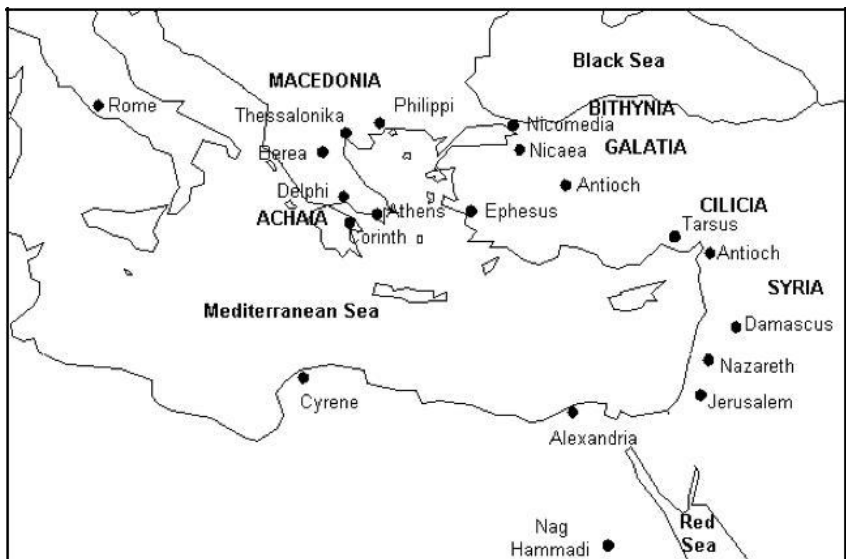 Black Sea
MACEDONIA
Rome
Philippi
BITHYNIA
Thessalonika
Nicomedia
Berea
Nicaea
GALATIA
Delphi
Antioch
ACHAIA
Athens
Ephesus
CILICIA
Corinth
Tarsus
Antioch
SYRIA
Mediterranean Sea
Damascus
Nazareth
Cyrene
Jerusalem
Alexandria
Nag
Hammadi
Red
Sea